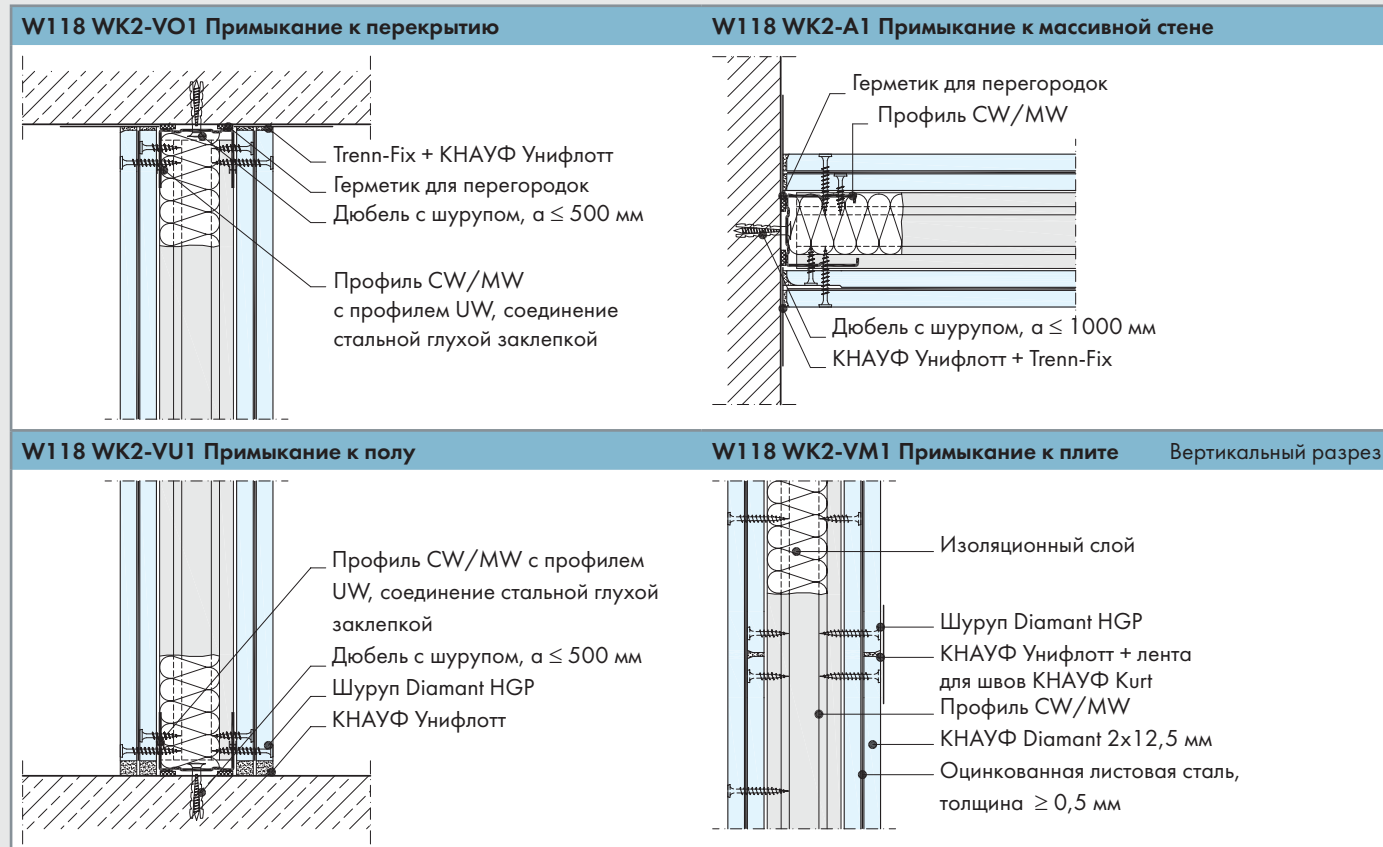 W118 WK2-VO1 Примыкание к перекрытию
Trenn-Fix + КНАУФ Унифлотт
Герметик для перегородок
Дюбель с шурупом, a ≤ 500 мм
Профиль CW/MW
с профилем UW, соединение
стальной глухой заклепкой
W118 WK2-A1 Примыкание к массивной стене
Герметик для перегородок
Профиль CW/MW
Дюбель с шурупом, a ≤ 1000 мм
КНАУФ Унифлотт + Trenn-Fix
W118 WK2-VU1 Примыкание к полу
Профиль CW/MW с профилем
UW, соединение стальной глухой
заклепкой
Дюбель с шурупом, a ≤ 500 мм
Шуруп Diamant HGP
КНАУФ Унифлотт
W118 WK2-VM1 Примыкание к плите Вертикальный разрез
Изоляционный слой
Шуруп Diamant HGP
КНАУФ Унифлотт + лента
для швов КНАУФ Kurt
Профиль CW/MW
КНАУФ Diamant 2x12,5 мм
Оцинкованная листовая сталь,
толщина ≥ 0,5 мм